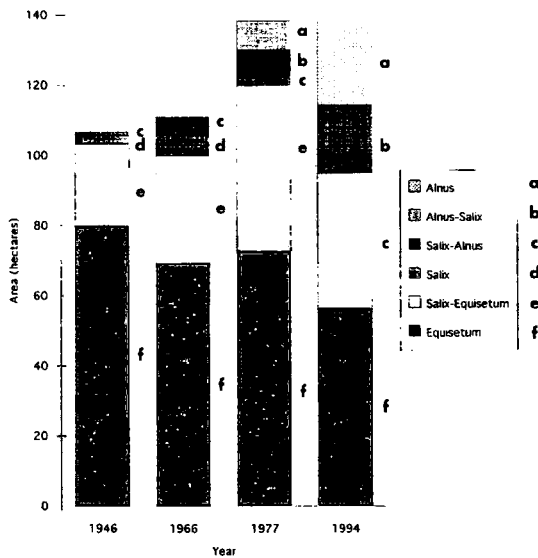 140
120
100
80
60
40
20
0
Area (hectares)
c
d
e
f
c
d
e
f
a
b
c
e
f
a
b
c
f
1946 1966 1977 1994
Year
Alnus a
Alnus-Salix b
Salix-Alnus c
Salix d
Salix-Equisetum e
Equisetum f